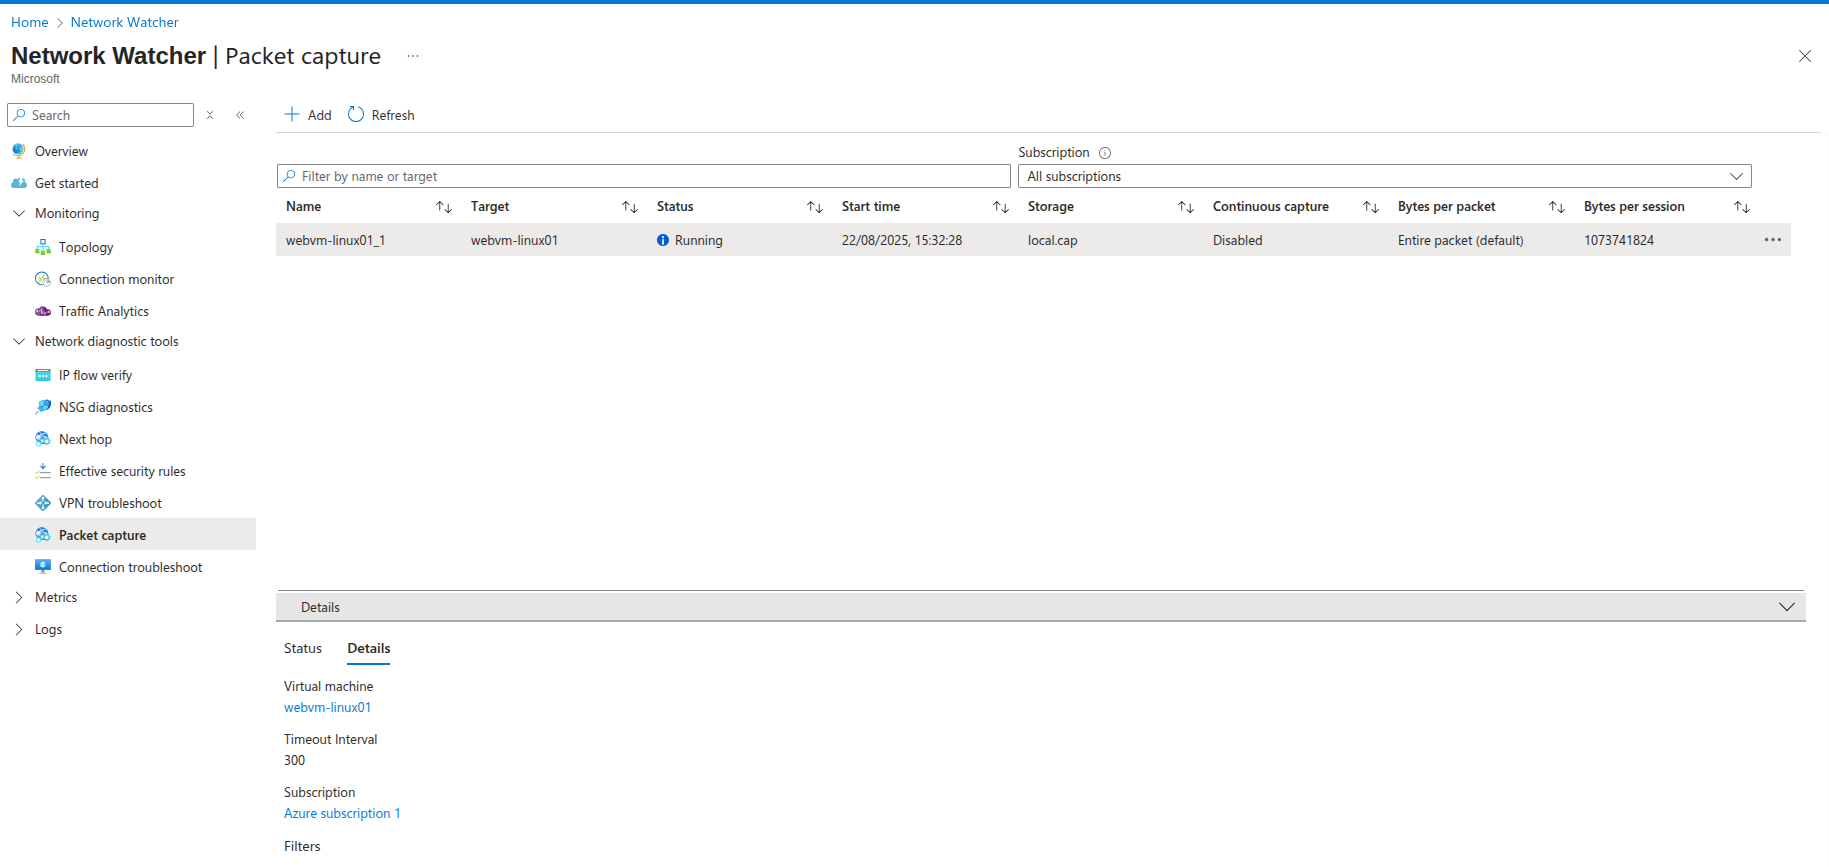 Home > Network Watcher
Network Watcher | Packet capture ...
Microsoft
Search
Overview
Get started
Monitoring
Topology
Connection monitor
Traffic Analytics
Network diagnostic tools
IP flow verify
NSG diagnostics
Next hop
Effective security rules
VPN troubleshoot
Packet capture
Connection troubleshoot
Metrics
Logs
Add Refresh
Subscription
Filter by name or target All subscriptions
Name Target Status Start time Storage Continuous capture Bytes per packet Bytes per session
webvm-linux01_1 webvm-linux01 Running 22/08/2025, 15:32:28 local.cap Disabled Entire packet (default) 1073741824
Details
Status Details
Virtual machine
webvm-linux01
Timeout Interval
300
Subscription
Azure subscription 1
Filters